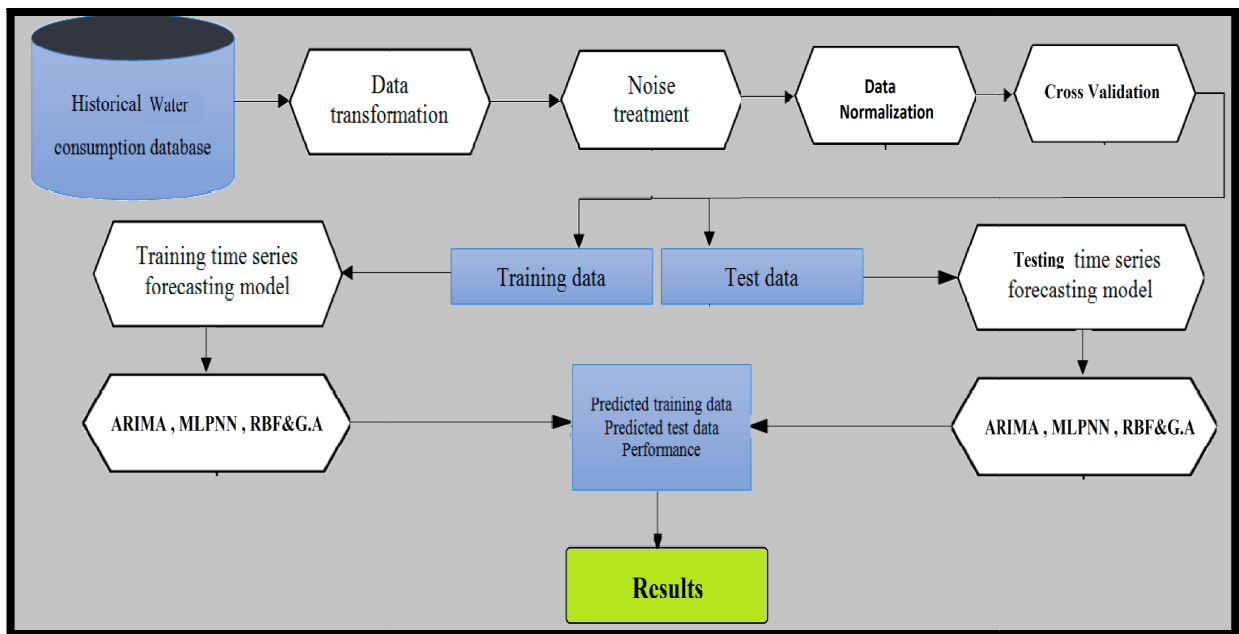 Historical Water
consumption database
Data
transformation
Noise
treatment
Data
Normalization
Cross Validation
Training time series
forecasting model
Training data
Test data
Testing time series
forecasting model
ARIMA , MLPNN , RBF&G.A
Predicted training data
Predicted test data
Performance
ARIMA , MLPNN , RBF&G.A
Results